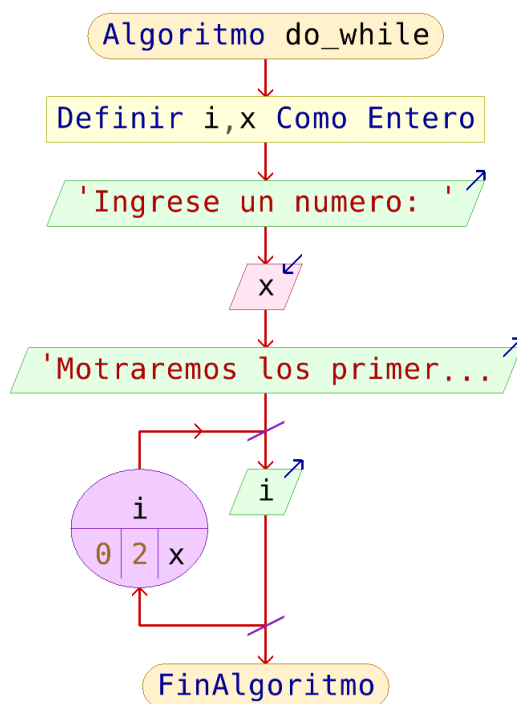 Algoritmo do_while
Definir i,x Como Entero
'Ingrese un numero: '
x
'Motraremos los primer...
i
i
0 2 x
FinAlgoritmo